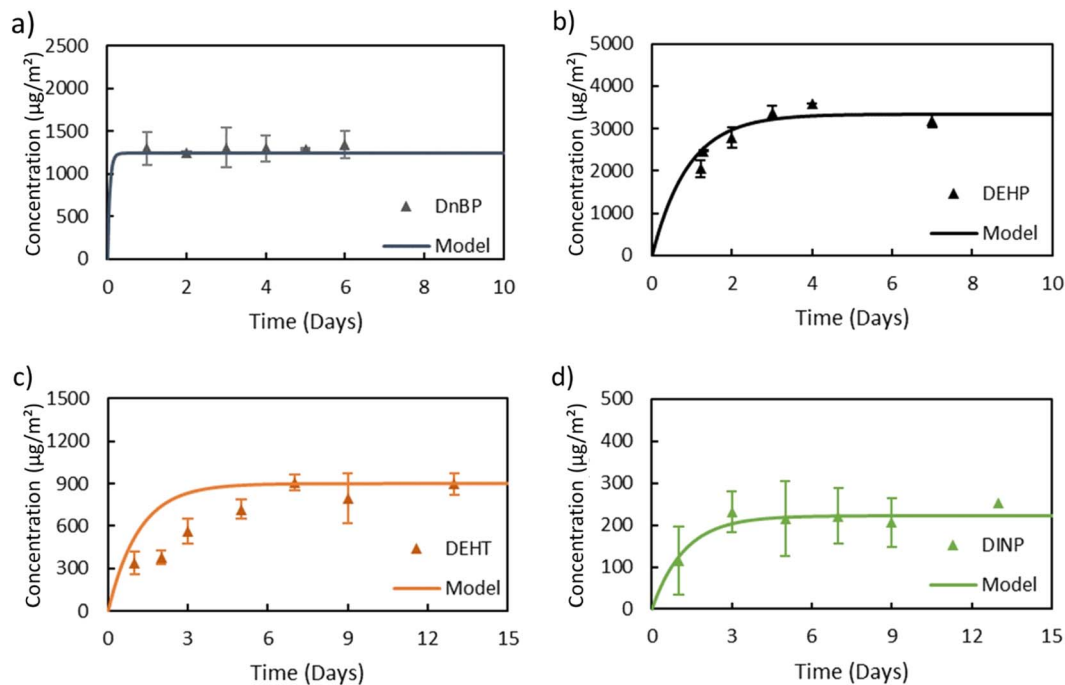 a)
Concentration (µg/m²)
2500
2000
1500
1000
500
0
DnBP
Model
0 2 4 6 8 10
Time (Days)
b)
Concentration (µg/m²)
5000
4000
3000
2000
1000
0
DEHP
Model
0 2 4 6 8 10
Time (Days)
c)
Concentration (µg/m²)
1500
1200
900
600
300
0
DEHT
Model
0 3 6 9 12 15
Time (Days)
d)
Concentration (µg/m²)
500
400
300
200
100
0
DINP
Model
0 3 6 9 12 15
Time (Days)